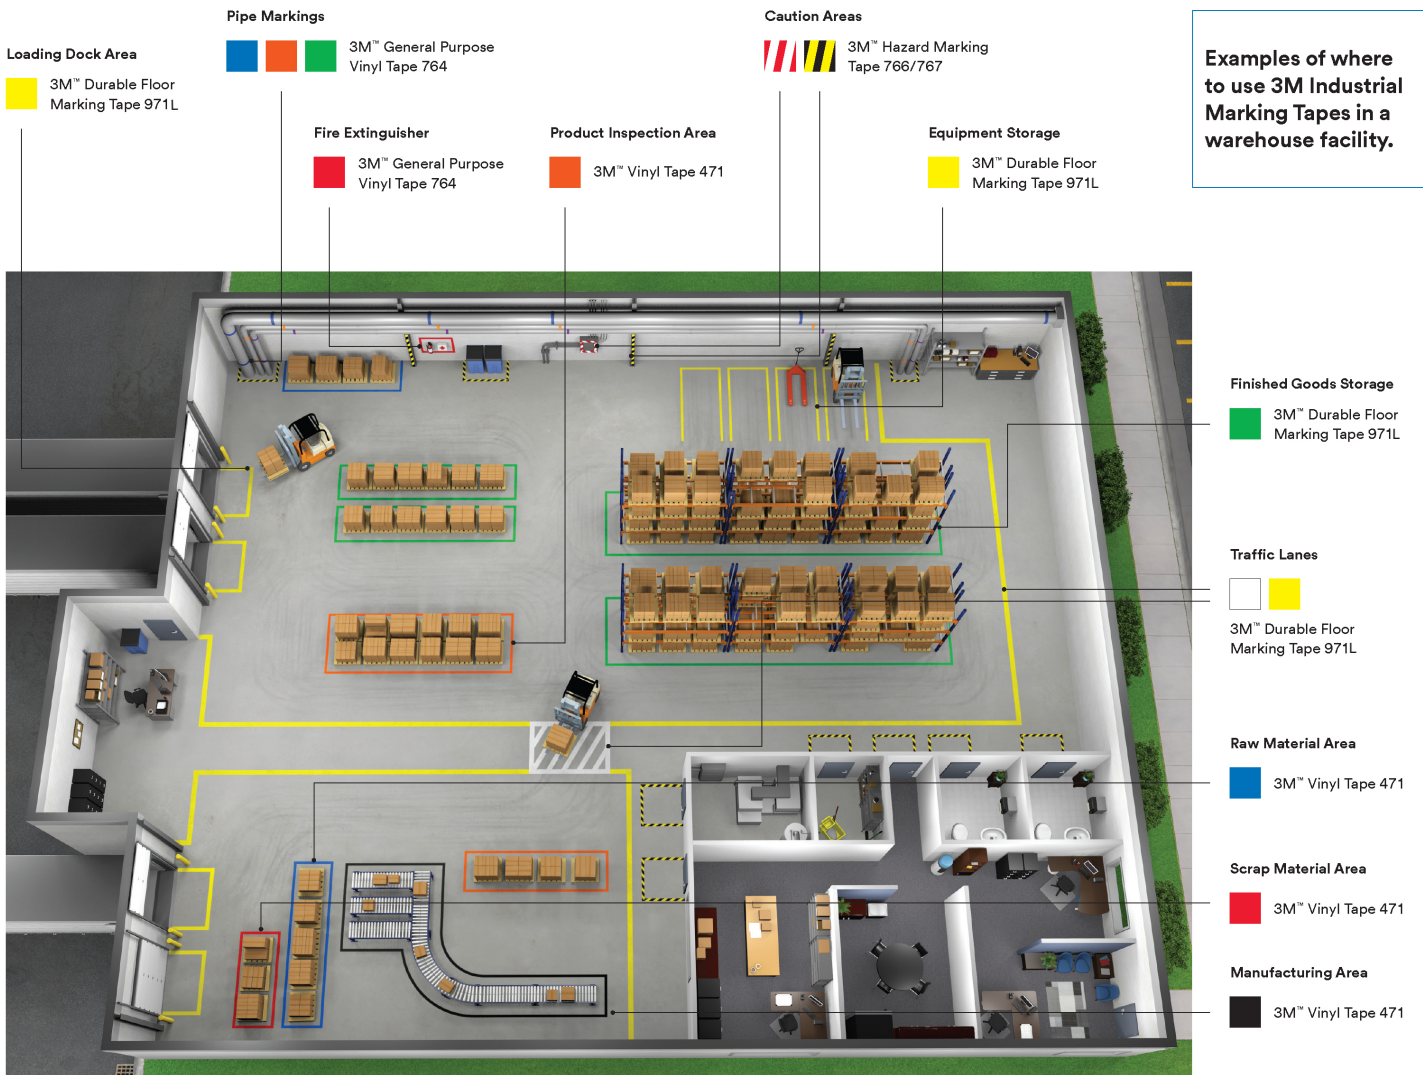 Pipe Markings
3M™ General Purpose
Vinyl Tape 764
Caution Areas
3M™ Hazard Marking
Tape 766/767
Loading Dock Area
3M™ Durable Floor
Marking Tape 971L
Examples of where
to use 3M Industrial
Marking Tapes in a
warehouse facility.
Fire Extinguisher
3M™ General Purpose
Vinyl Tape 764
Product Inspection Area
3M™ Vinyl Tape 471
Equipment Storage
3M™ Durable Floor
Marking Tape 971L
Finished Goods Storage
3M™ Durable Floor
Marking Tape 971L
Traffic Lanes
3M™ Durable Floor
Marking Tape 971L
Raw Material Area
3M™ Vinyl Tape 471
Scrap Material Area
3M™ Vinyl Tape 471
Manufacturing Area
3M™ Vinyl Tape 471